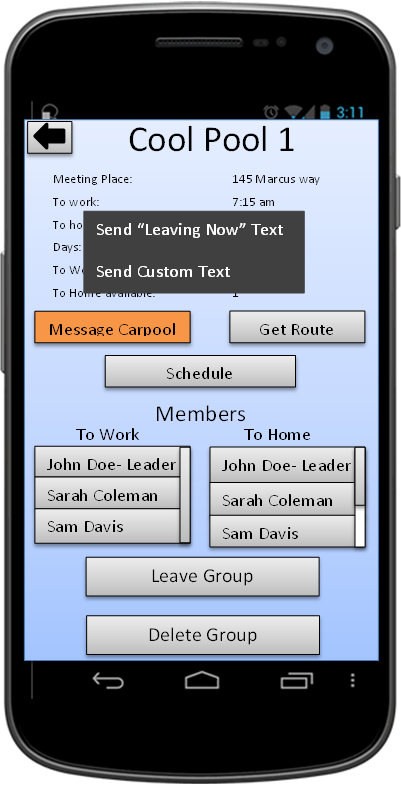 3:11
Cool Pool 1
Meeting Place: 145 Marcus way
To work: 7:15 am
To ho
Send “Leaving Now” Text
Days:
Send Custom Text
To Wo
To Home available: 1
Message Carpool Get Route
Schedule
Members
To Work To Home
John Doe- Leader John Doe- Leader
Sarah Coleman Sarah Coleman
Sam Davis Sam Davis
Leave Group
Delete Group